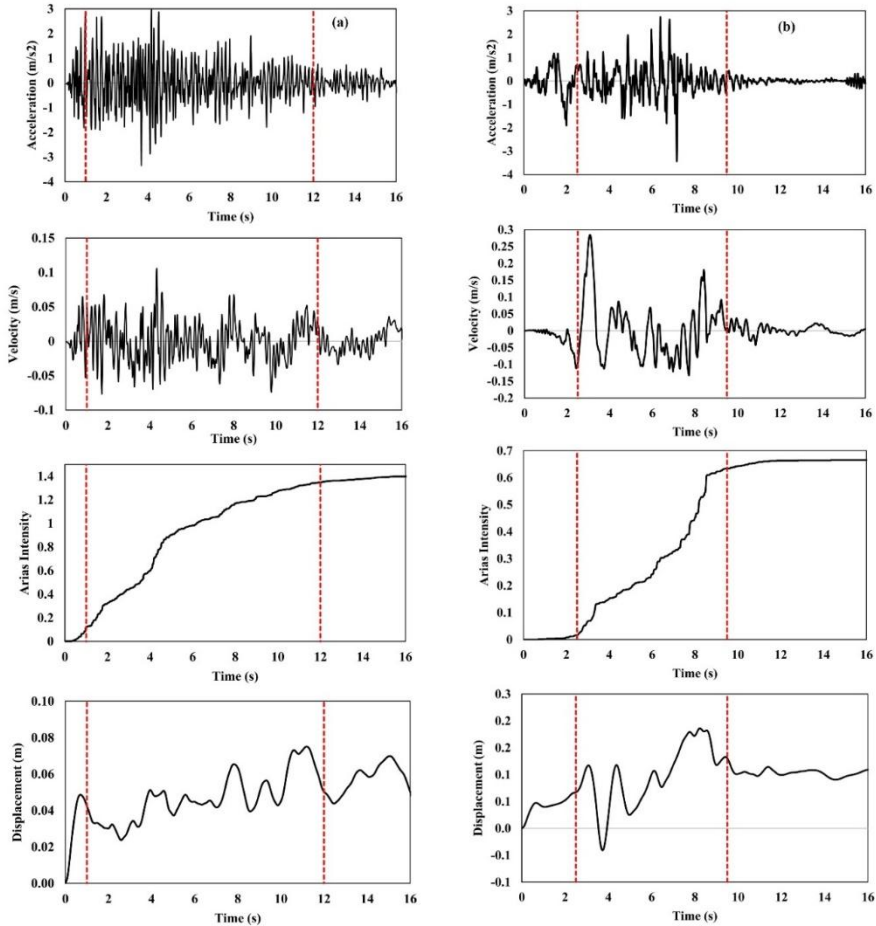 (a)
Acceleration (m/s2)
3
2
1
0
-1
-2
-3
-4
0 2 4 6 8 10 12 14 16
Time (s)
(b)
Acceleration (m/s2)
3
2
1
0
-1
-2
-3
-4
0 2 4 6 8 10 12 14 16
Time (s)
Velocity (m/s)
0.15
0.1
0.05
0
-0.05
-0.1
0 2 4 6 8 10 12 14 16
Time (s)
Velocity (m/s)
0.3
0.25
0.2
0.15
0.1
0.05
0
-0.05
-0.1
-0.15
-0.2
0 2 4 6 8 10 12 14 16
Time (s)
Arias Intensity
1.4
1.2
1
0.8
0.6
0.4
0.2
0
0 2 4 6 8 10 12 14 16
Time (s)
Arias Intensity
0.7
0.6
0.5
0.4
0.3
0.2
0.1
0
0 2 4 6 8 10 12 14 16
Time (s)
Displacement (m)
0.10
0.08
0.06
0.04
0.02
0.00
0 2 4 6 8 10 12 14 16
Time (s)
Displacement (m)
0.3
0.2
0.2
0.1
0.1
0.0
-0.1
-0.1
0 2 4 6 8 10 12 14 16
Time (s)